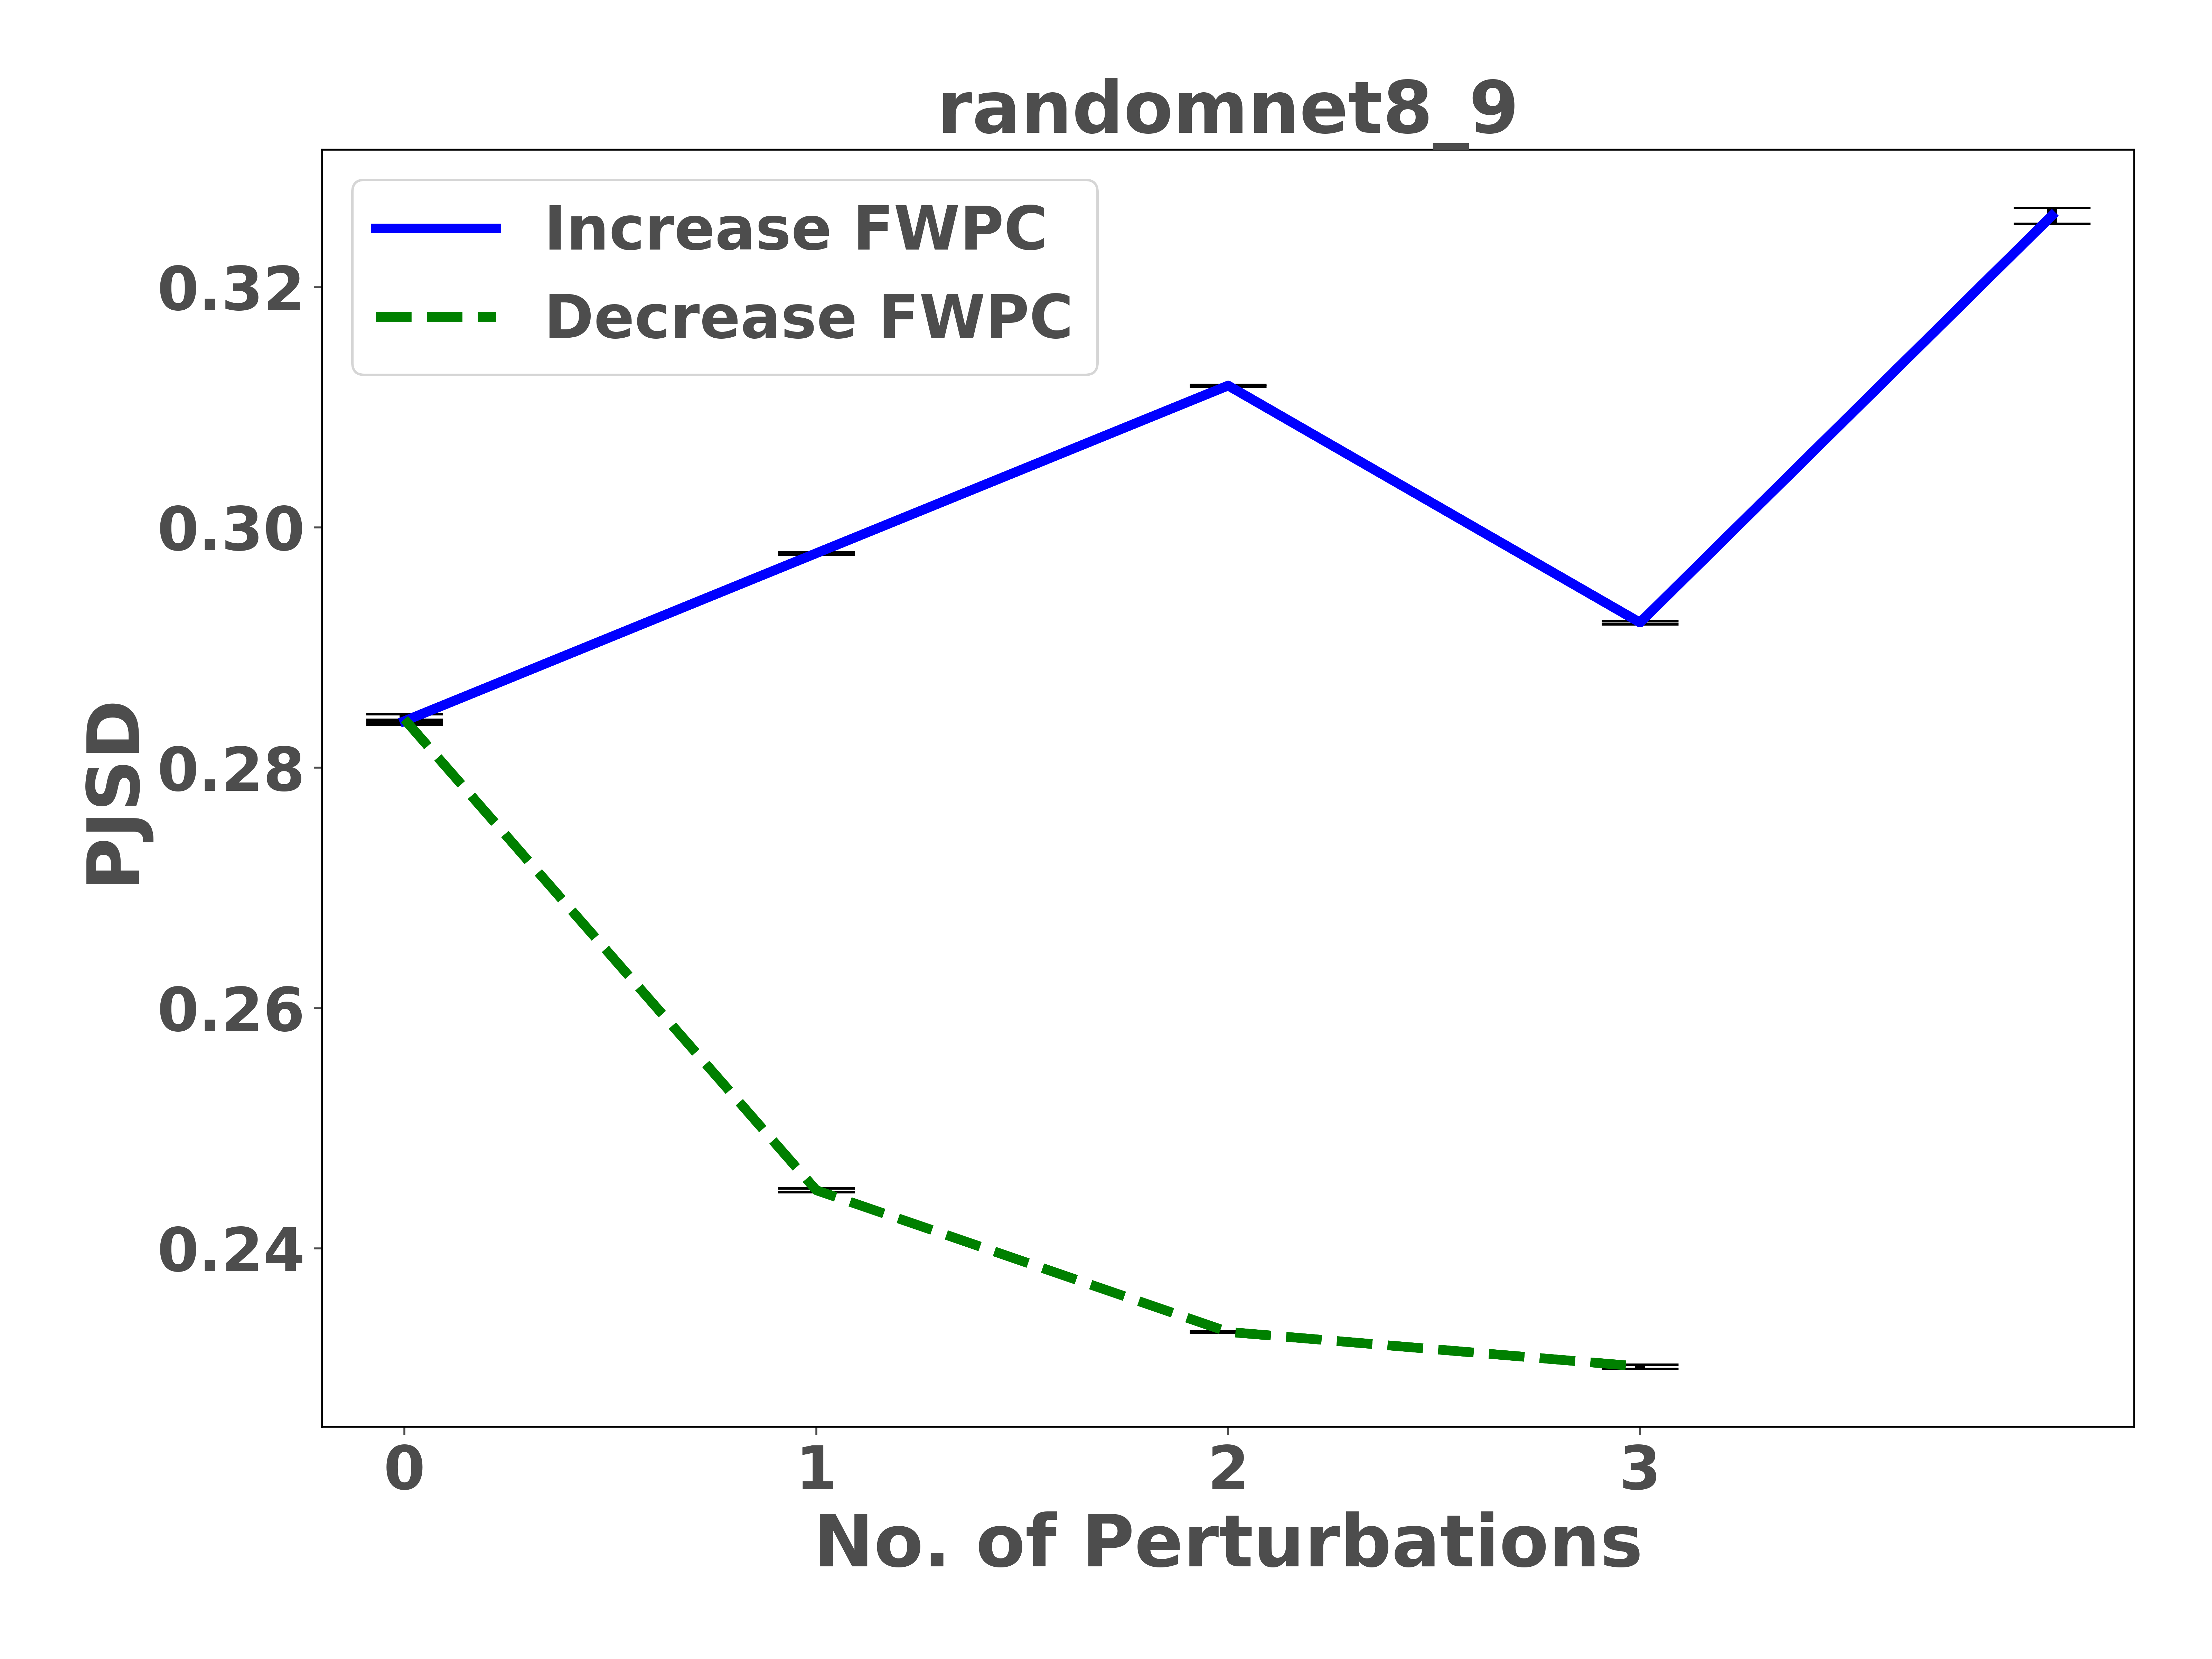 randomnet8_9
Increase FWPC
Decrease FWPC
0.32
0.30
0.28
0.26
0.24
PJSD
0 1 2 3
No. of Perturbations